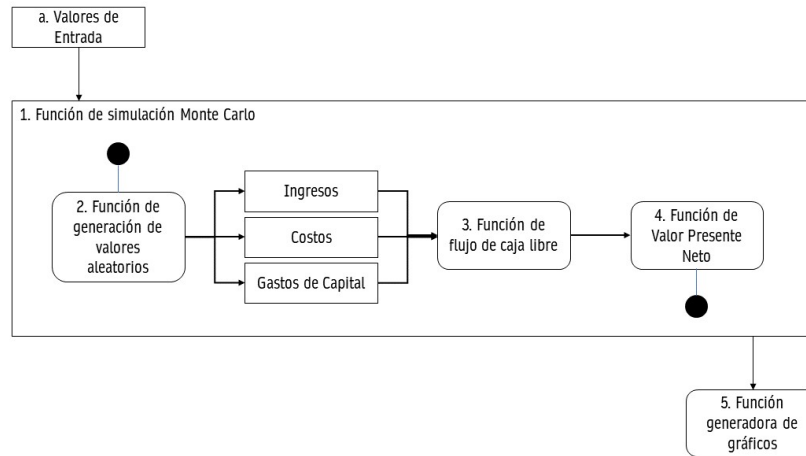 a. Valores de
Entrada
1. Función de simulación Monte Carlo
2. Función de
generación de
valores
aleatorios
Ingresos
Costos
Gastos de Capital
3. Función de
flujo de caja libre
4. Función de
Valor Presente
Neto
5. Función
generadora de
gráficos